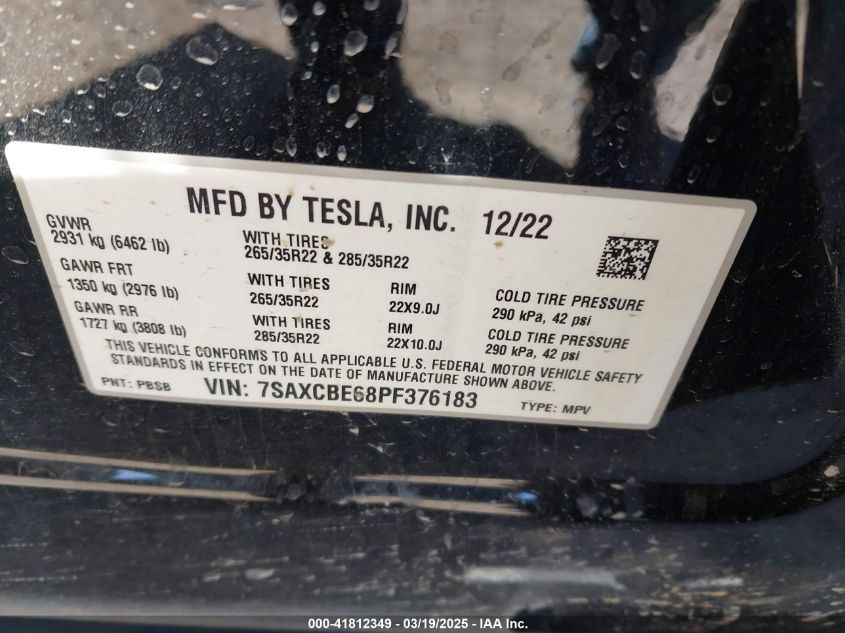 MFD BY TESLA, INC. 12/22
GVWR
2931 kg (6462 lb)
WITH TIRES
265/35R22 & 285/35R22
GAWR FRT
1350 kg (2976 lb)
WITH TIRES
265/35R22
RIM
22X9.0J
COLD TIRE PRESSURE
290 kPa, 42 psi
GAWR RR
1727 kg (3808 lb)
WITH TIRES
285/35R22
RIM
22X10.0J
COLD TIRE PRESSURE
290 kPa, 42 psi
THIS VEHICLE CONFORMS TO ALL APPLICABLE U.S. FEDERAL MOTOR VEHICLE SAFETY
STANDARDS IN EFFECT ON THE DATE OF MANUFACTURE SHOWN ABOVE.
PNT: PBSB VIN: 7SAXCBE68PF376183 TYPE: MPV
000-41812349 | 03/19/2025 - IAA Inc.